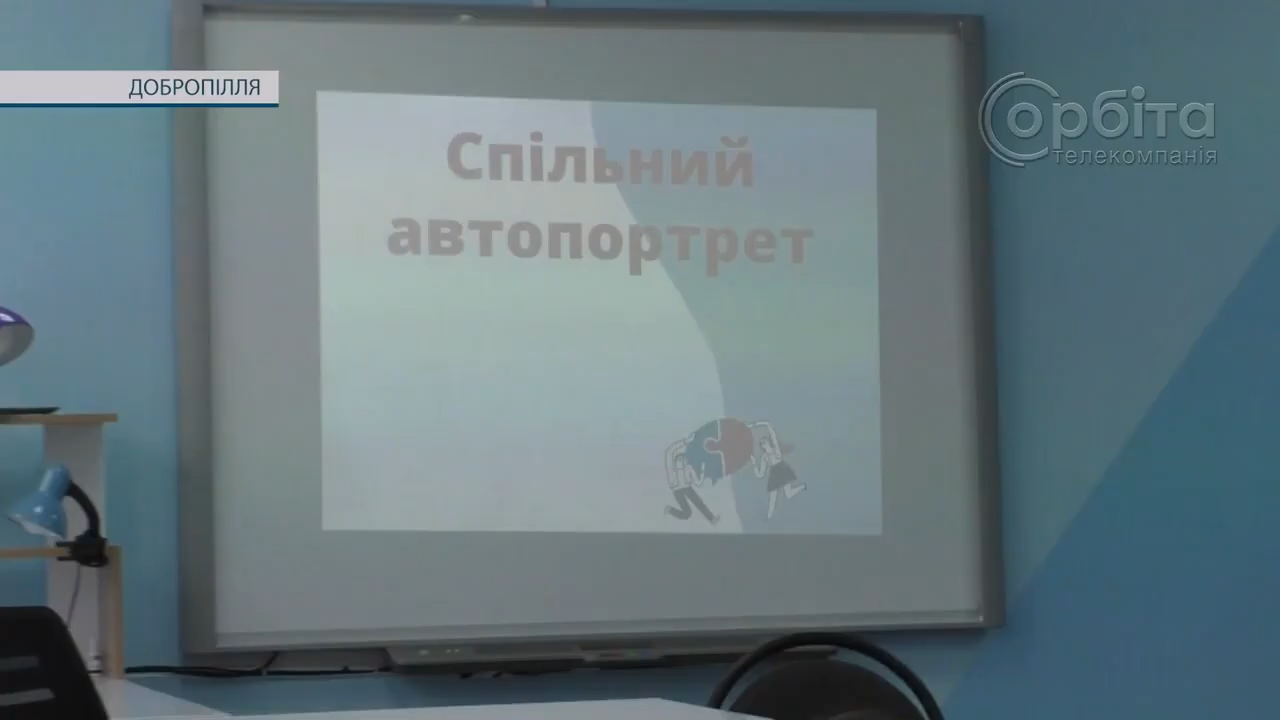 ДОБРОПІЛЛЯ
Орбіта
телекомпанія
Спільний
автопортрет